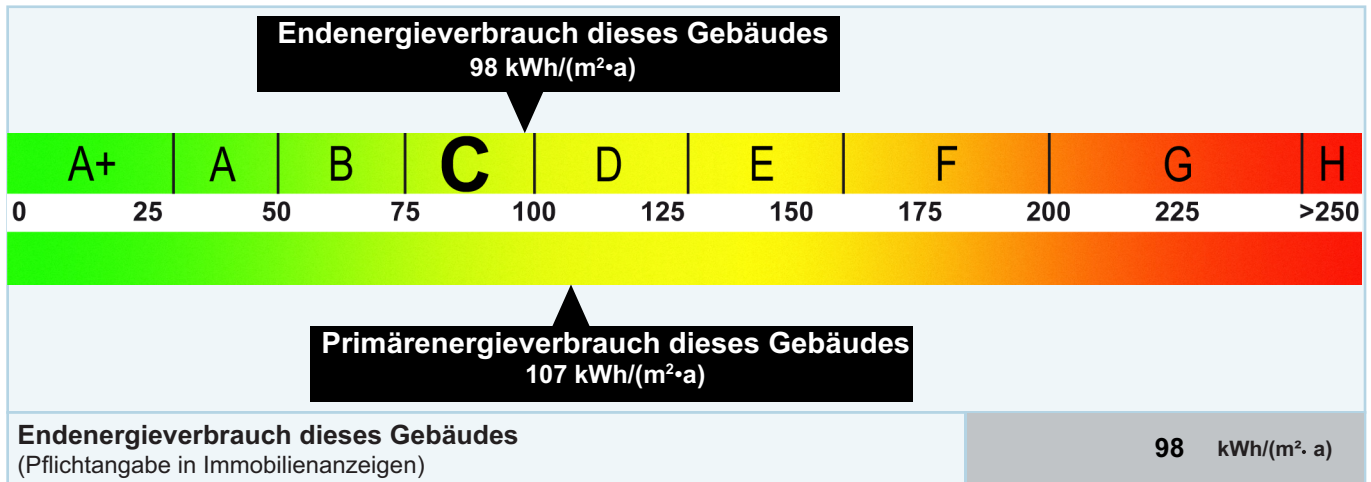 Endenergieverbrauch dieses Gebäudes
98 kWh/(m²•a)
A+ A B C D E F G H
0 25 50 75 100 125 150 175 200 225 >250
Primärenergieverbrauch dieses Gebäudes
107 kWh/(m²•a)
Endenergieverbrauch dieses Gebäudes
(Pflichtangabe in Immobilienanzeigen)
98 kWh/(m²· a)